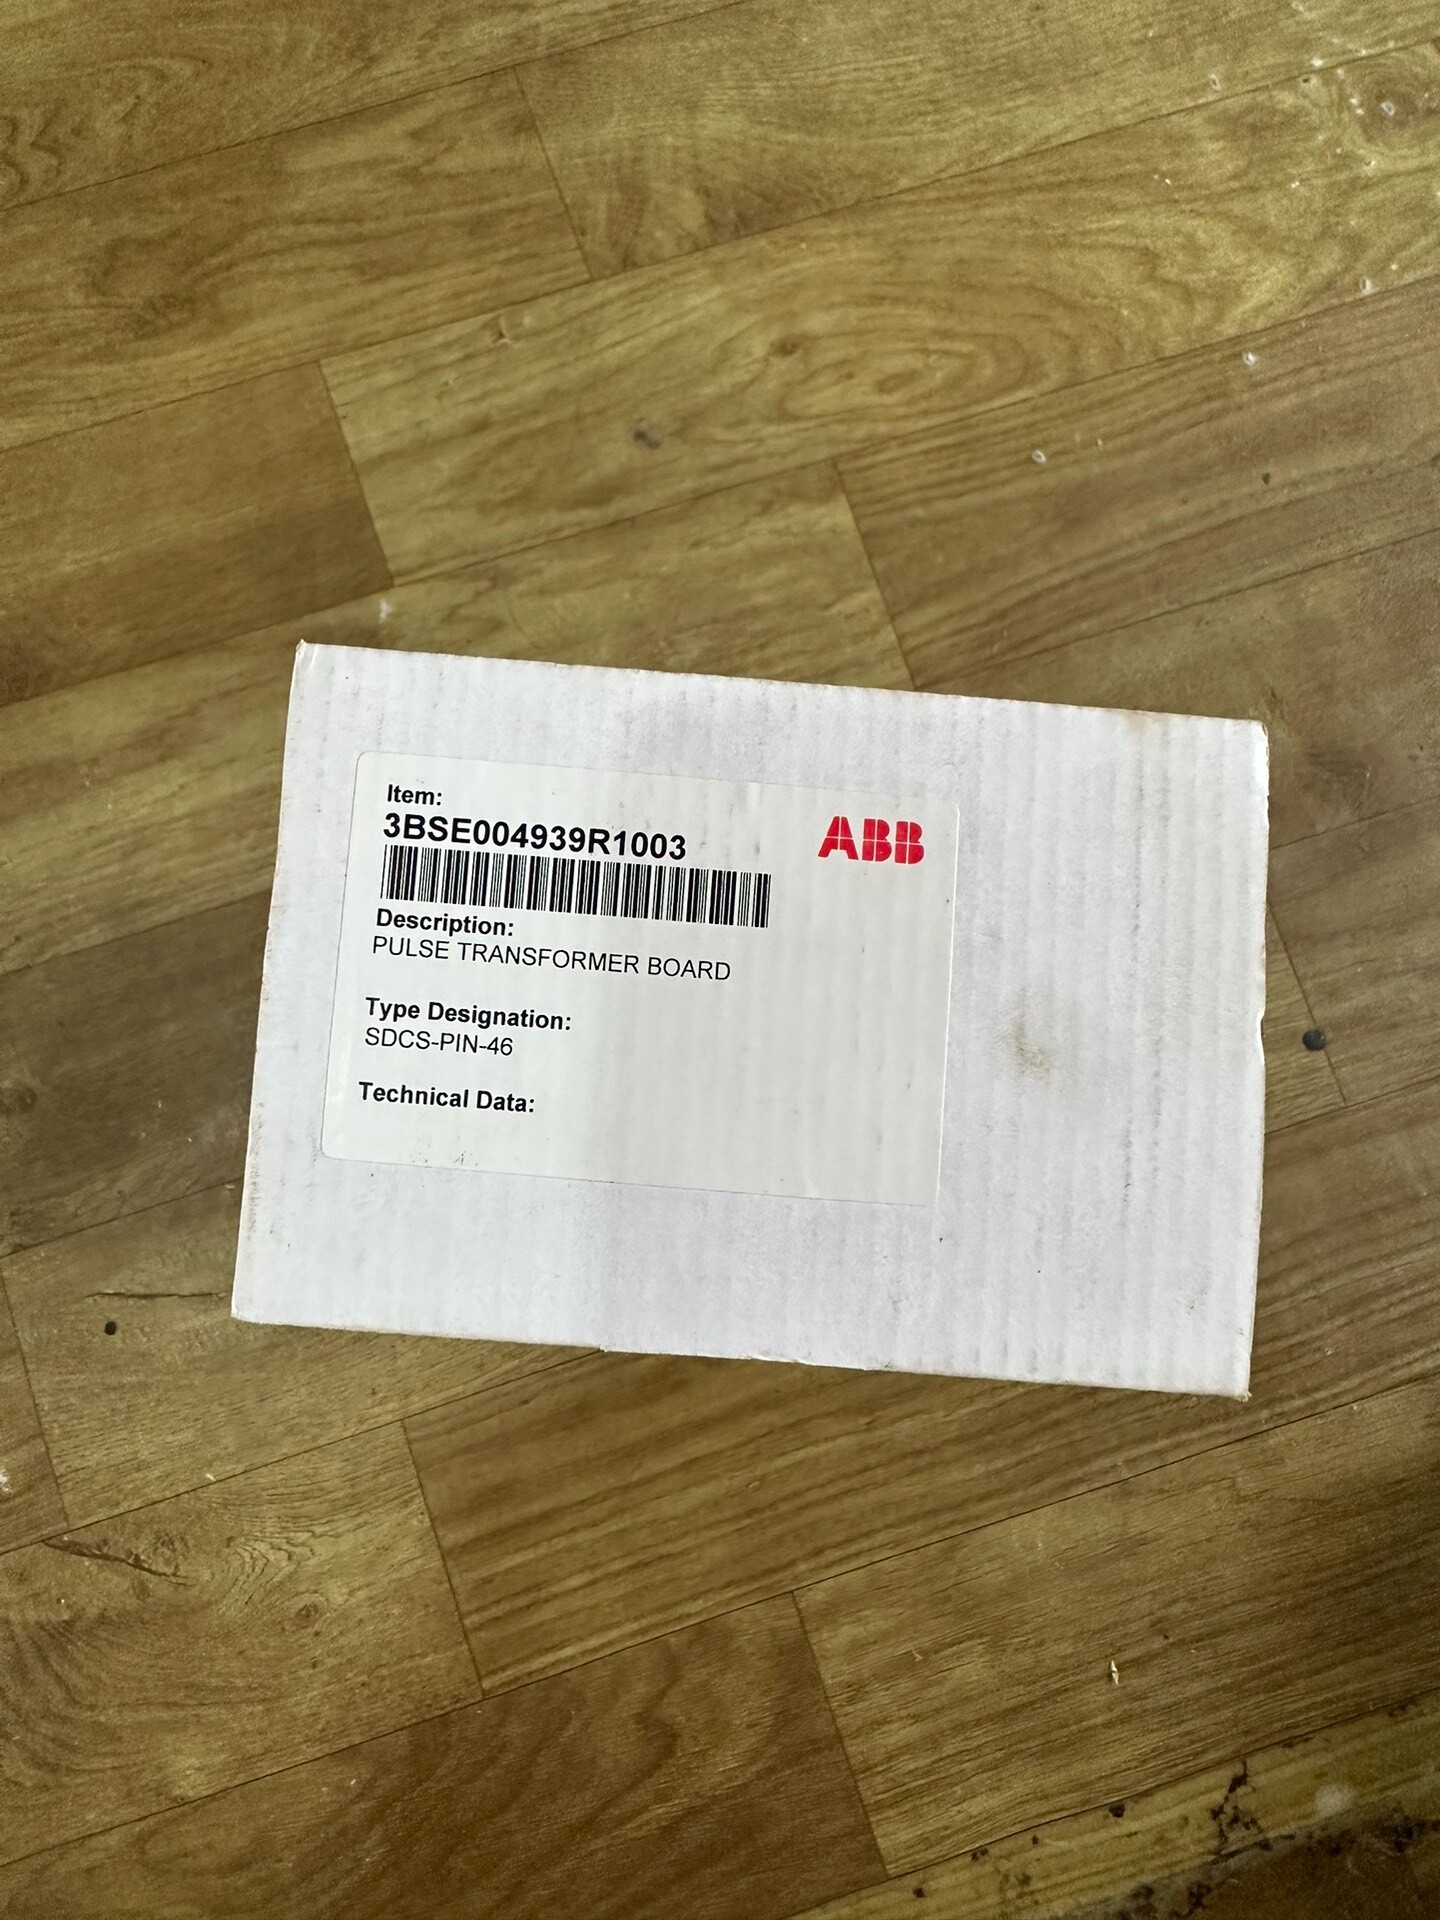 Item:
3BSE004939R1003
ABB
Description:
PULSE TRANSFORMER BOARD
Type Designation:
SDCS-PIN-46
Technical Data: